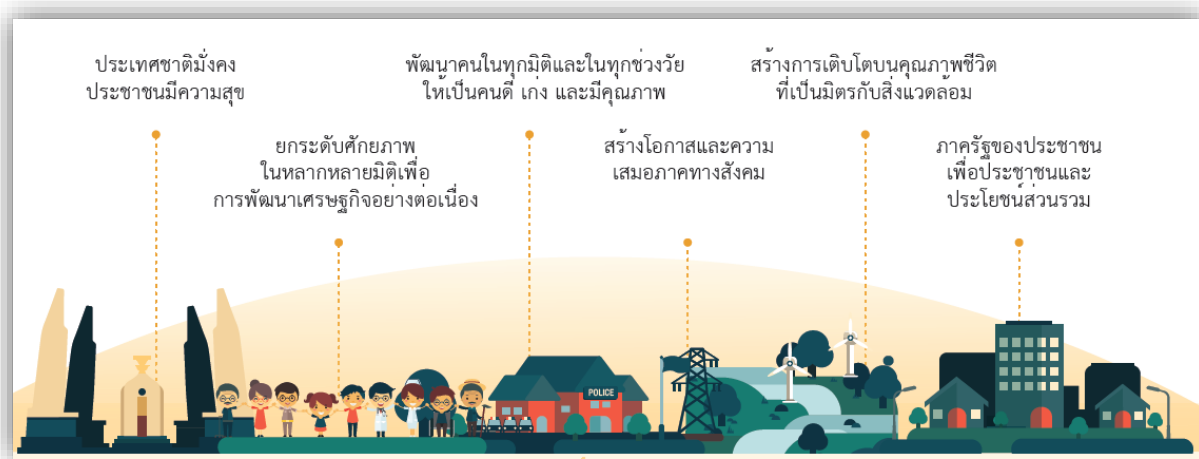 ประเทศชาติมั่งคง
ประชาชนมีความสุข
พัฒนาคนในทุกมิติและในทุกช่วงวัย
ให้เป็นคนดี เก่ง และมีคุณภาพ
สร้างการเติบโตบนคุณภาพชีวิต
ที่เป็นมิตรกับสิ่งแวดล้อม
ยกระดับศักยภาพ
ในหลากหลายมิติเพื่อ
การพัฒนาเศรษฐกิจอย่างต่อเนื่อง
สร้างโอกาสและความ
เสมอภาคทางสังคม
ภาครัฐของประชาชน
เพื่อประชาชนและ
ประโยชน์ส่วนรวม
POLICE